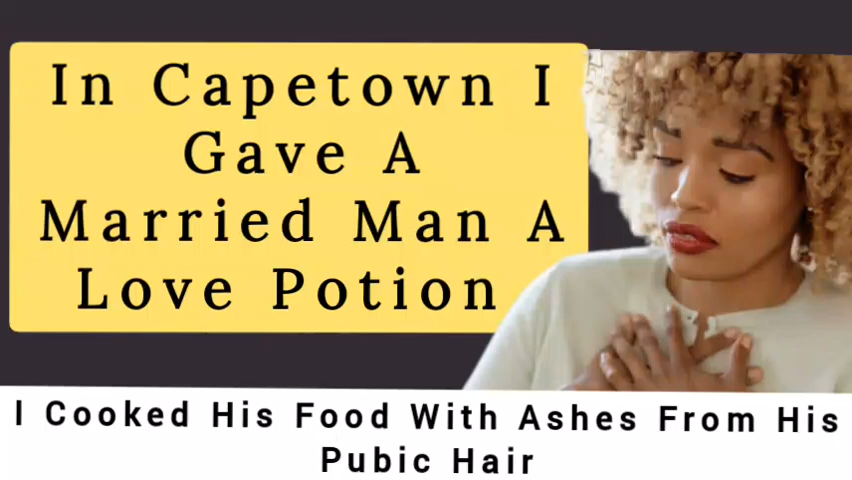 In Capetown I
Gave A
Married Man A
Love Potion
I Cooked His Food With Ashes From His
Pubic Hair